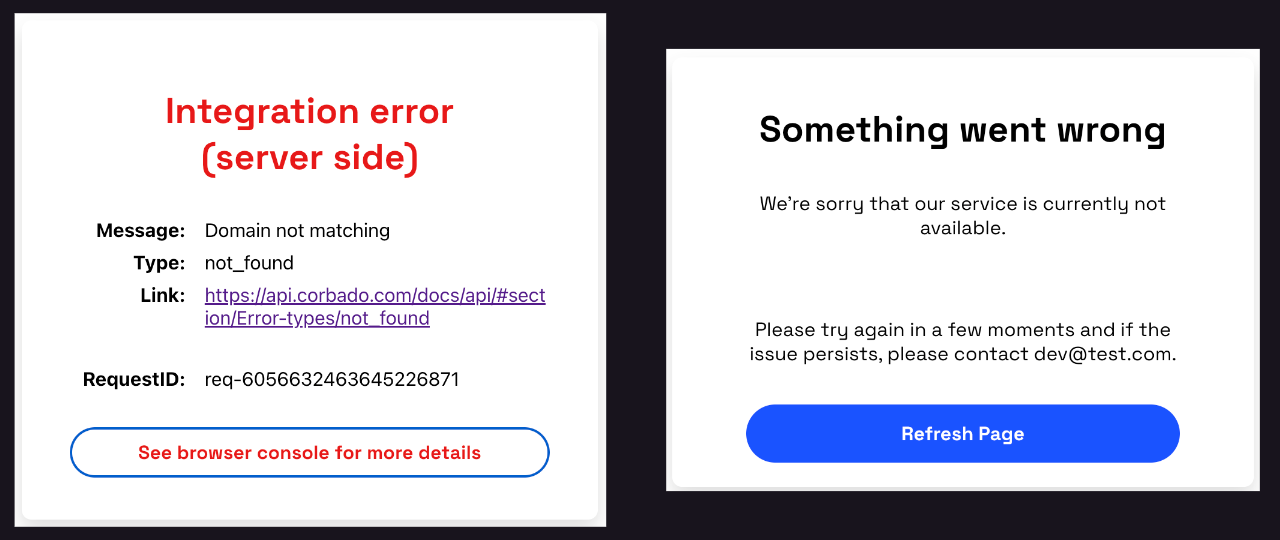 Integration error
(server side)
Message: Domain not matching
Type: not_found
Link: https://api.corbado.com/docs/api/#sect
ion/Error-types/not_found
RequestID: req-6056632463645226871
See browser console for more details
Something went wrong
We're sorry that our service is currently not
available.
Please try again in a few moments and if the
issue persists, please contact dev@test.com.
Refresh Page